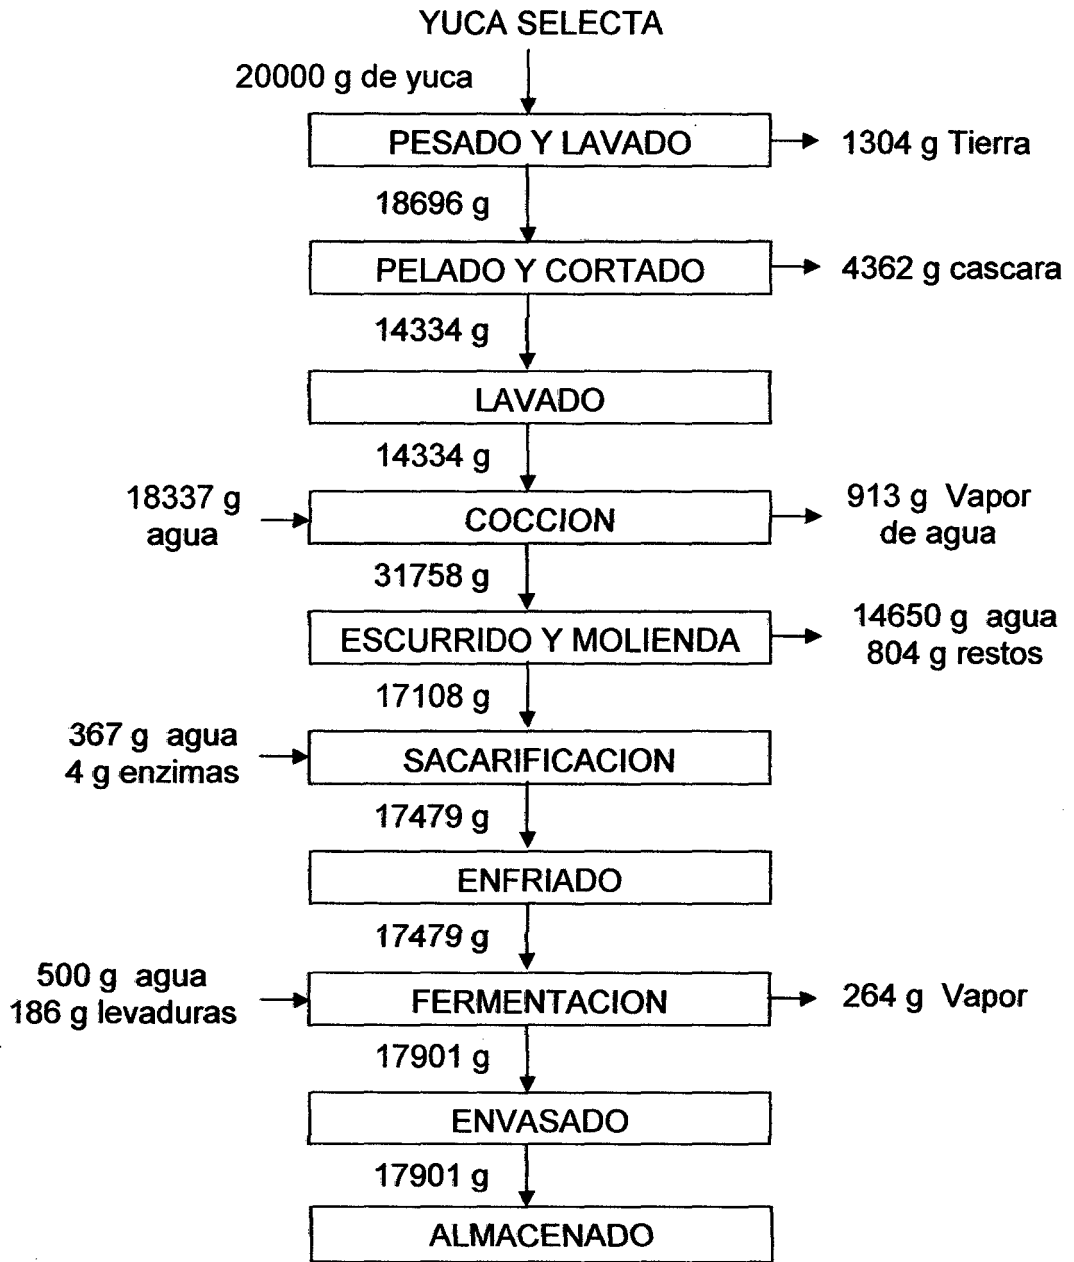 YUCA SELECTA
20000 g de yuca
PESADO Y LAVADO
1304 g Tierra
18696 g
PELADO Y CORTADO
4362 g cascara
14334 g
LAVADO
14334 g
18337 g
agua
COCCION
913 g Vapor
de agua
31758 g
ESCURRIDO Y MOLIENDA
14650 g agua
804 g restos
17108 g
367 g agua
4 g enzimas
SACARIFICACION
17479 g
ENFRIADO
17479 g
500 g agua
186 g levaduras
FERMENTACION
264 g Vapor
17901 g
ENVASADO
17901 g
ALMACENADO